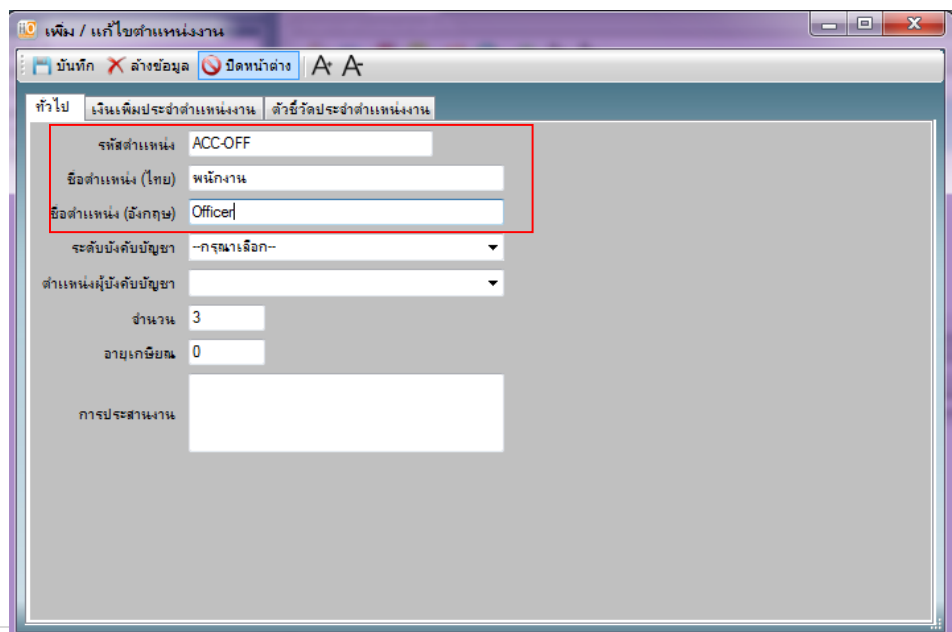 เพิ่ม / แก้ไขตำแหน่งงาน
บันทึก ล้างข้อมูล ปิดหน้าต่าง A+ A-
ทั่วไป เงินเพิ่มประจำตำแหน่งงาน ตัวชี้วัดประจำตำแหน่งงาน
รหัสตำแหน่ง ACC-OFF
ชื่อตำแหน่ง (ไทย) พนักงาน
ชื่อตำแหน่ง (อังกฤษ) Officer
ระดับบังคับบัญชา --กรุณาเลือก--
ตำแหน่งผู้บังคับบัญชา
จำนวน 3
อายุเกษียณ 0
การประสานงาน